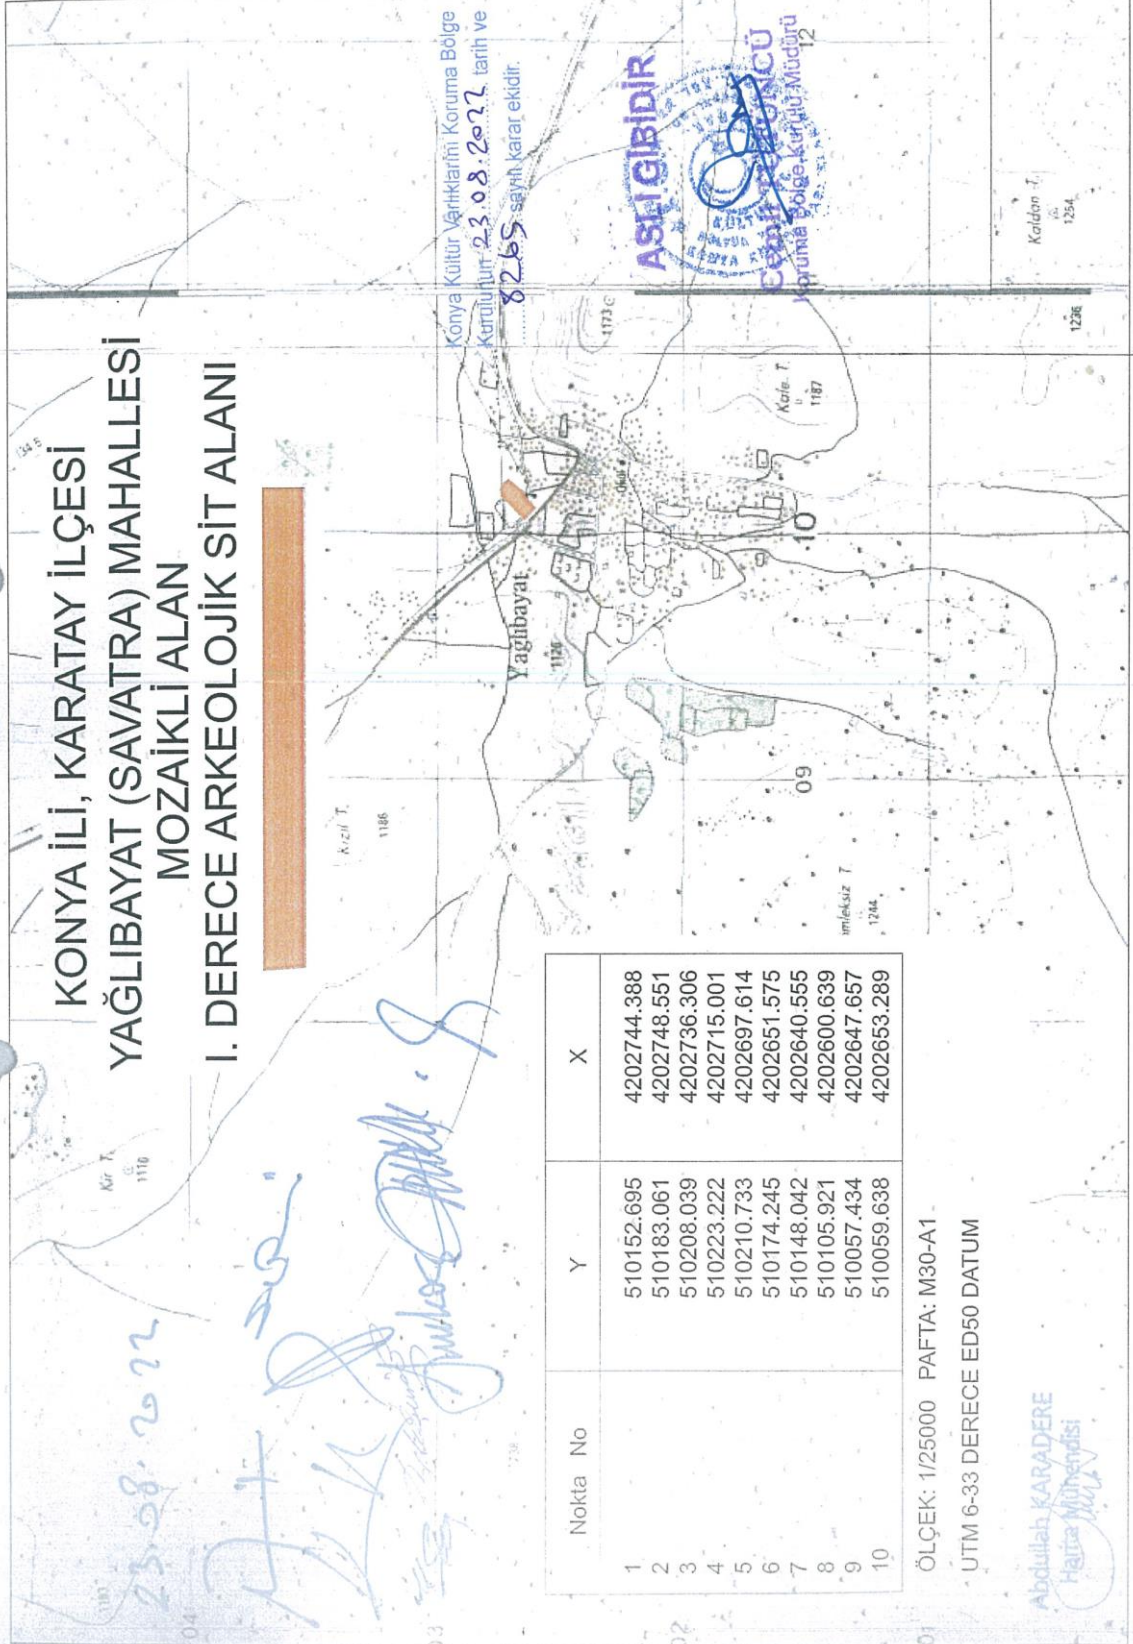 KONYA İLİ, KARATAY İLÇESİ
YAĞLIBAYAT (SAVATRA) MAHALLESİ
MOZAİKLİ ALAN
I. DERECE ARKEOLOJİK SİT ALANI
Konya Kültür Varlıklarını Koruma Bölge
Kurulunun 23.08.2022 tarih ve
8265 sayılı karar ekidir.
ASLI GİBİDİR
Koruma Bölge Kurulu Müdürü
23.08.2022
Kır T.
1116
Kızıl T.
1186
Yağlıbayat
1126
Okul
1173
Kale T.
1187
Kaldan T.
1254
1236
1244
09
10
12
04
Nokta No Y X
1 510152.695 4202744.388
2 510183.061 4202748.551
3 510208.039 4202736.306
4 510223.222 4202715.001
5 510210.733 4202697.614
6 510174.245 4202651.575
7 510148.042 4202640.555
8 510105.921 4202600.639
9 510057.434 4202647.657
10 510059.638 4202653.289
ÖLÇEK: 1/25000 PAFTA: M30-A1
UTM 6-33 DERECE ED50 DATUM
Abdullah KARADERE
Harita Mühendisi